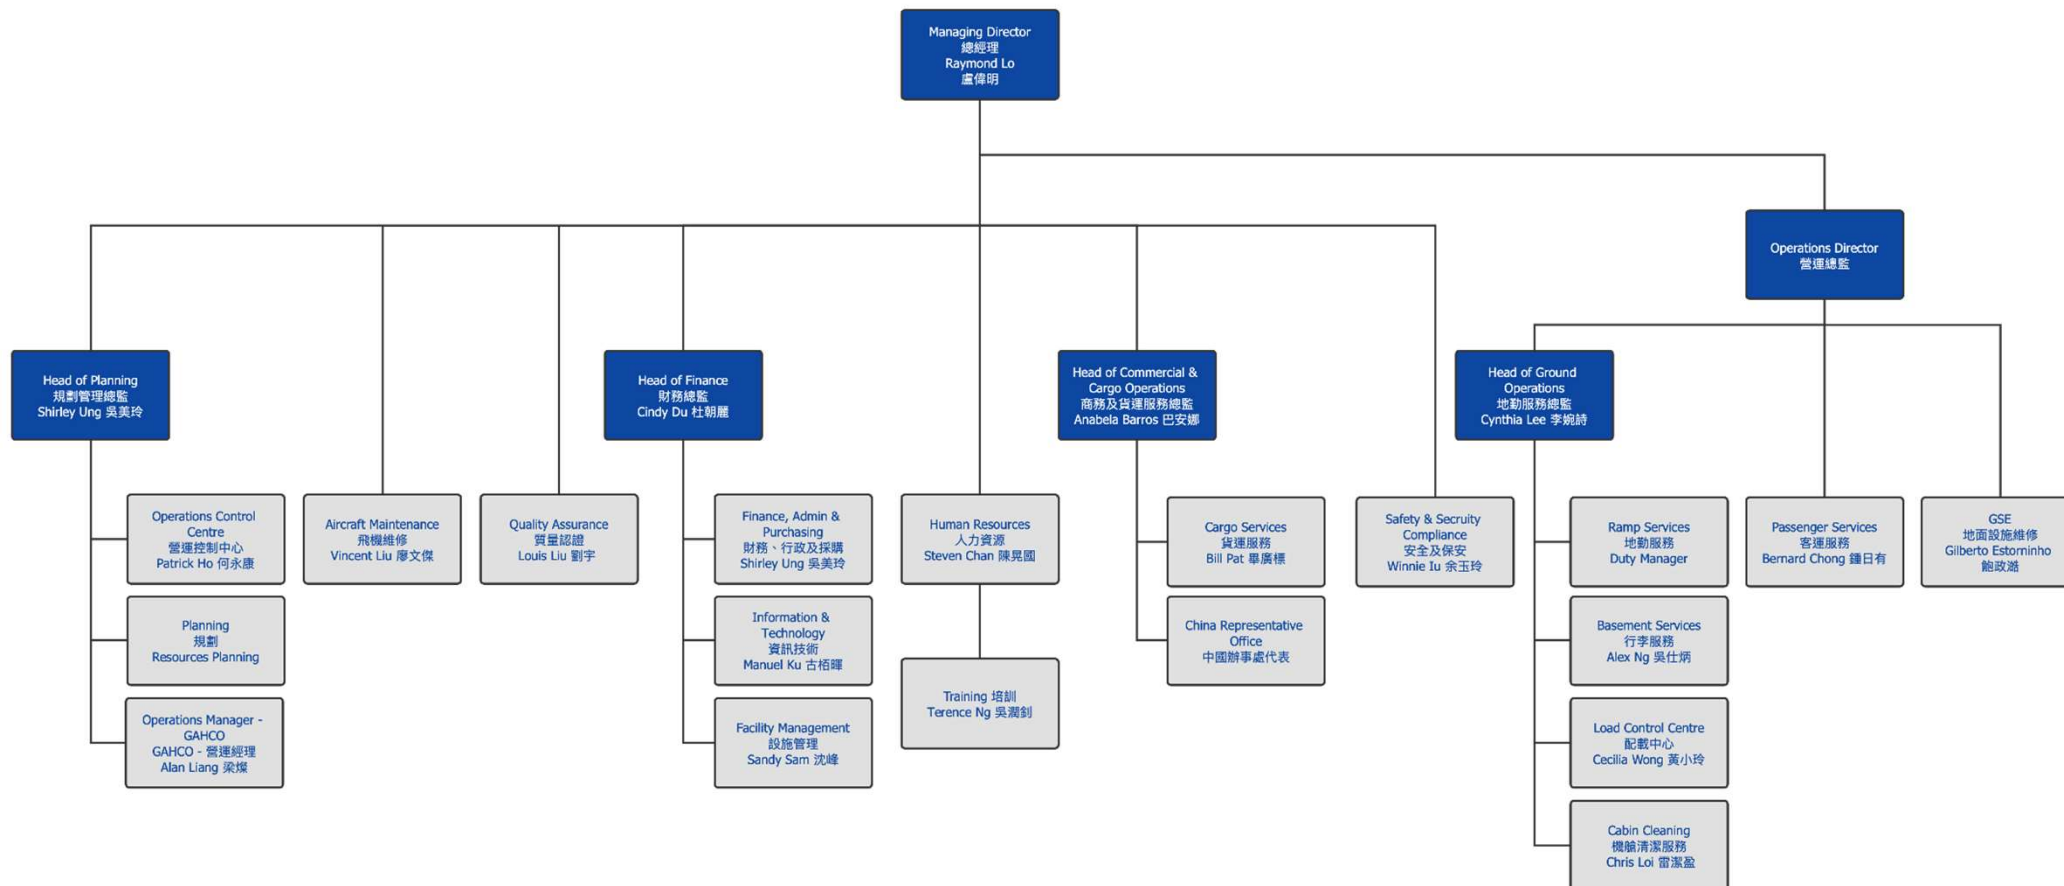 Managing Director
總經理
Raymond Lo
盧偉明
Operations Director
營運總監
Head of Planning
規劃管理總監
Shirley Ung 吳美玲
Head of Finance
財務總監
Cindy Du 杜朝麗
Head of Commercial &
Cargo Operations
商務及貨運服務總監
Anabela Barros 巴安娜
Head of Ground
Operations
地勤服務總監
Cynthia Lee 李婉詩
Operations Control
Centre
營運控制中心
Patrick Ho 何永康
Aircraft Maintenance
飛機維修
Vincent Liu 廖文傑
Quality Assurance
質量認證
Louis Liu 劉宇
Finance, Admin &
Purchasing
財務、行政及採購
Shirley Ung 吳美玲
Human Resources
人力資源
Steven Chan 陳晃國
Cargo Services
貨運服務
Bill Pat 畢廣標
Safety & Secruity
Compliance
安全及保安
Winnie Iu 余玉玲
Ramp Services
地勤服務
Duty Manager
Passenger Services
客運服務
Bernard Chong 鍾日有
GSE
地面設施維修
Gilberto Estorninho
飽政澔
Planning
規劃
Resources Planning
Information &
Technology
資訊技術
Manuel Ku 古栢暉
China Representative
Office
中國辦事處代表
Basement Services
行李服務
Alex Ng 吳仕炳
Training 培訓
Terence Ng 吳潤釗
Operations Manager -
GAHCO
GAHCO - 營運經理
Alan Liang 梁燦
Facility Management
設施管理
Sandy Sam 沈峰
Load Control Centre
配載中心
Cecilia Wong 黃小玲
Cabin Cleaning
機艙清潔服務
Chris Loi 雷潔盈